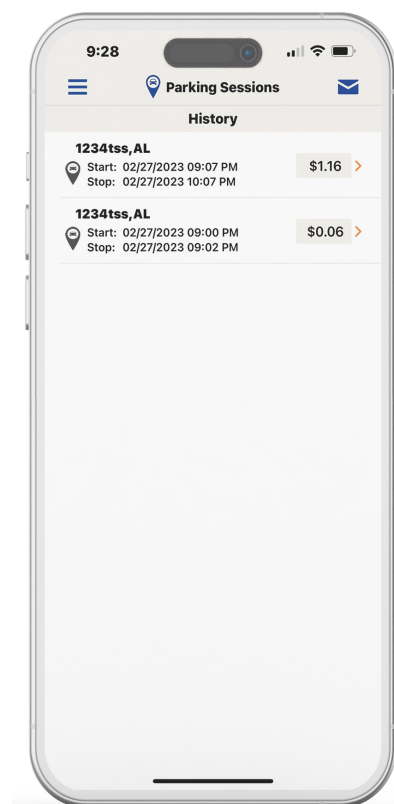 9:28
Parking Sessions
History
1234tss,AL
Start: 02/27/2023 09:07 PM
Stop: 02/27/2023 10:07 PM
$1.16
1234tss,AL
Start: 02/27/2023 09:00 PM
Stop: 02/27/2023 09:02 PM
$0.06